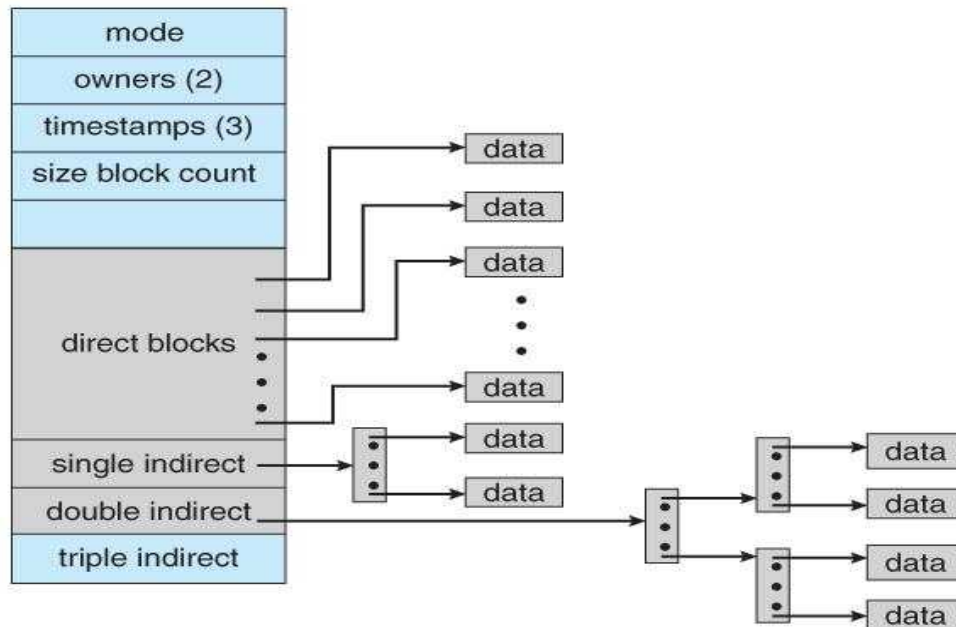 mode
owners (2)
timestamps (3)
size block count
direct blocks
single indirect
double indirect
triple indirect
data
data
data
data
data
data
data
data
data
data